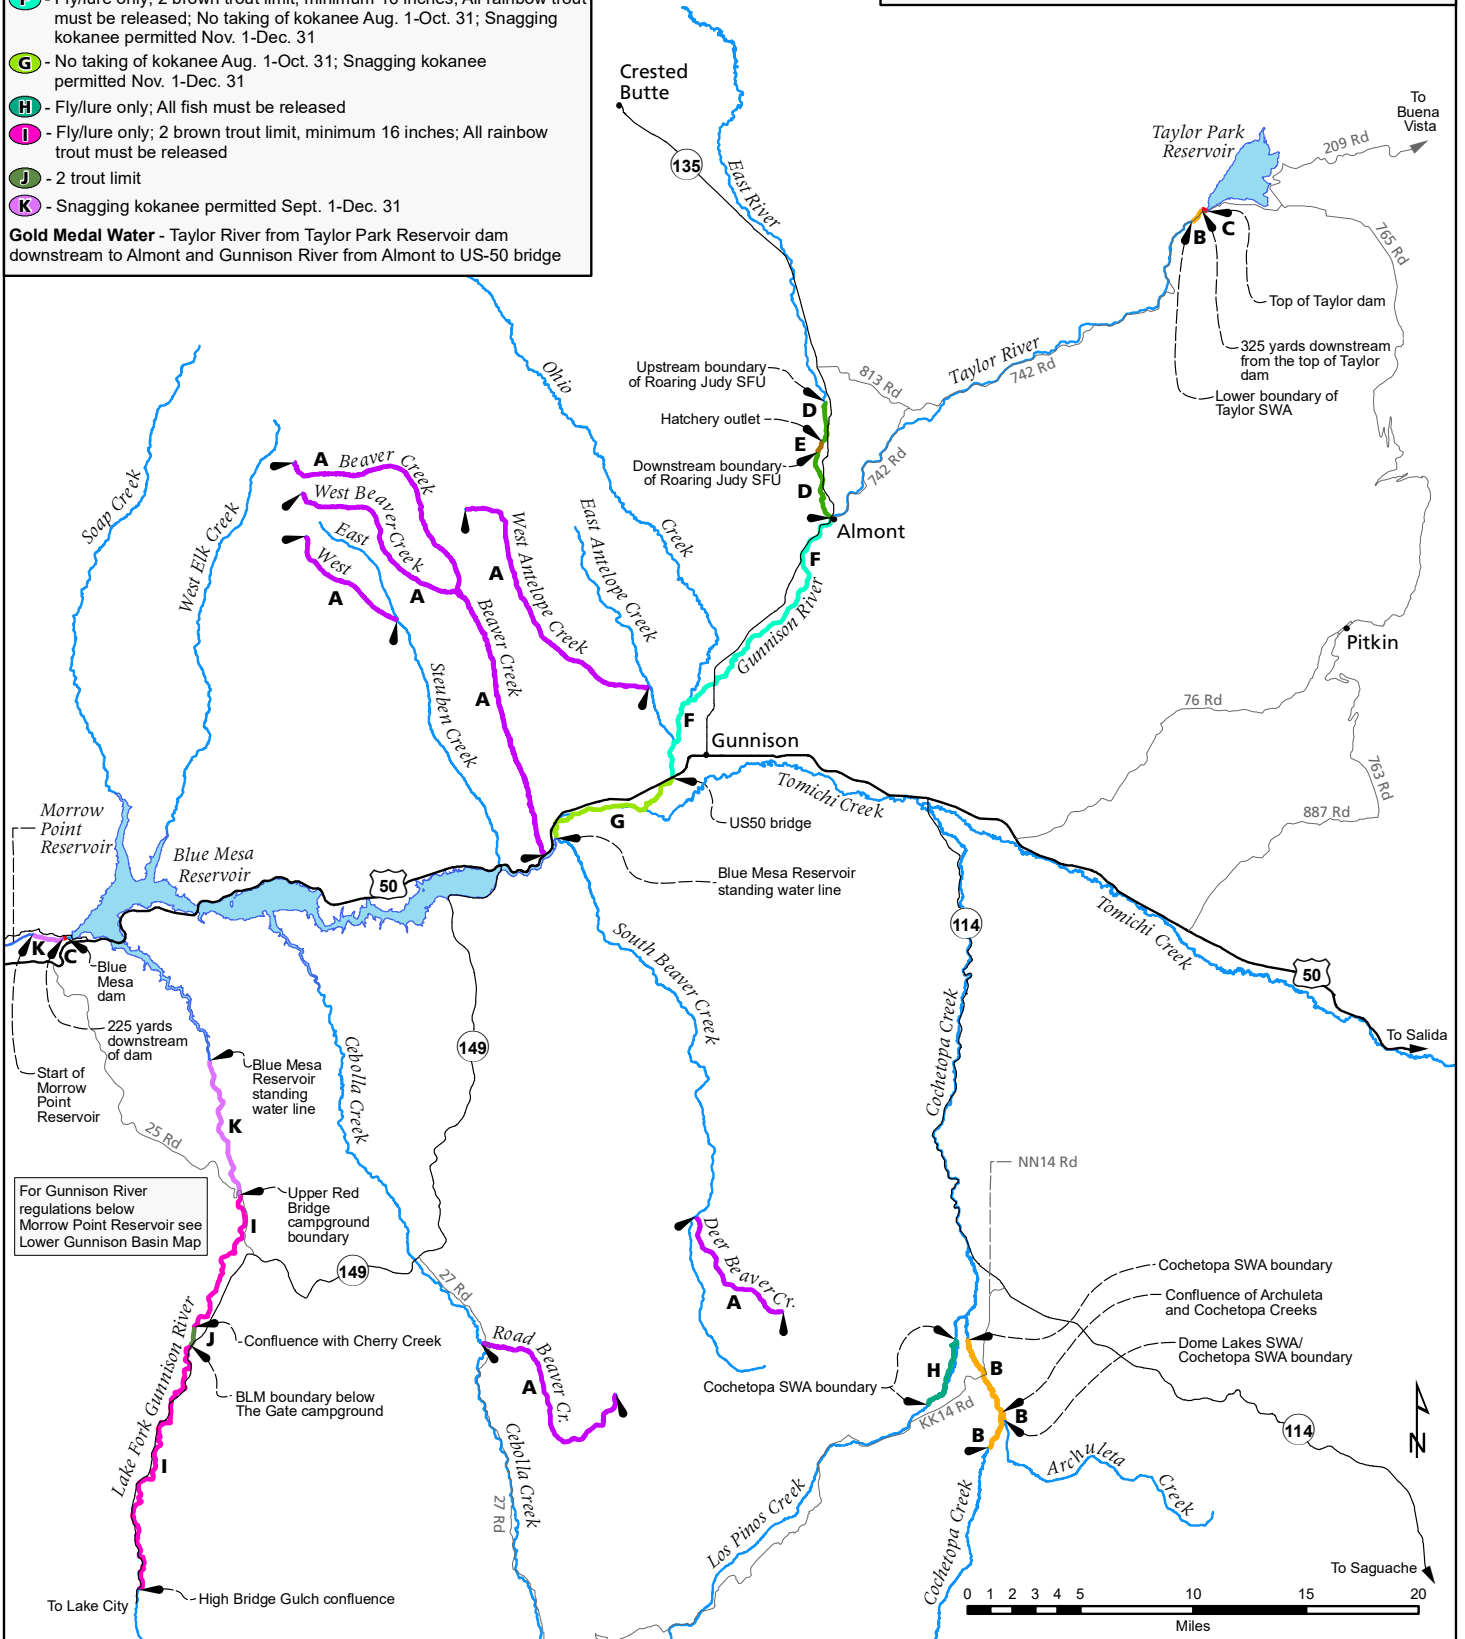 F - Fly/lure only; 2 brown trout limit, minimum 16 inches; All rainbow trout
must be released; No taking of kokanee Aug. 1-Oct. 31; Snagging
kokanee permitted Nov. 1-Dec. 31
G - No taking of kokanee Aug. 1-Oct. 31; Snagging kokanee
permitted Nov. 1-Dec. 31
H - Fly/lure only; All fish must be released
I - Fly/lure only; 2 brown trout limit, minimum 16 inches; All rainbow
trout must be released
J - 2 trout limit
K - Snagging kokanee permitted Sept. 1-Dec. 31
Gold Medal Water - Taylor River from Taylor Park Reservoir dam
downstream to Almont and Gunnison River from Almont to US-50 bridge
Crested
Butte
135
East River
Taylor Park
Reservoir
To
Buena
Vista
209 Rd
765 Rd
B
C
Top of Taylor dam
325 yards downstream
from the top of Taylor
dam
Lower boundary of
Taylor SWA
Taylor River
742 Rd
813 Rd
742 Rd
Upstream boundary
of Roaring Judy SFU
D
Hatchery outlet
E
Downstream boundary
of Roaring Judy SFU
D
Almont
F
Gunnison River
F
Ohio
Creek
Soap Creek
West Elk Creek
A
Beaver Creek
West Beaver Creek
A
East
West
A
Steuben Creek
Beaver Creek
A
West Antelope Creek
A
East Antelope Creek
Pitkin
76 Rd
763 Rd
887 Rd
Gunnison
Tomichi Creek
US50 bridge
G
Blue Mesa Reservoir
standing water line
Morrow
Point
Reservoir
Blue Mesa
Reservoir
50
114
Tomichi Creek
50
To Salida
K
C
Blue
Mesa
dam
225 yards
downstream
of dam
Start of
Morrow
Point
Reservoir
Blue Mesa
Reservoir
standing
water line
K
25 Rd
Cebolla Creek
149
South Beaver Creek
Cochetopa Creek
NN14 Rd
For Gunnison River
regulations below
Morrow Point Reservoir see
Lower Gunnison Basin Map
Upper Red
Bridge
campground
boundary
I
149
27 Rd
Deer Beaver Cr.
A
Cochetopa SWA boundary
Confluence of Archuleta
and Cochetopa Creeks
Dome Lakes SWA/
Cochetopa SWA boundary
Lake Fork Gunnison River
J
Confluence with Cherry Creek
BLM boundary below
The Gate campground
I
Road Beaver Cr.
A
Cochetopa SWA boundary
H
B
B
B
KK14 Rd
Archuleta
Creek
114
N
Cebolla Creek
27 Rd
Los Pinos Creek
Cochetopa Creek
To Lake City
High Bridge Gulch confluence
To Saguache
0 1 2 3 4 5 10 15 20
Miles